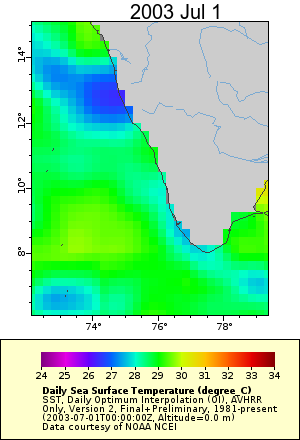 2003 Jul 1
14°
12°
10°
8°
74°
76°
78°
24 25 26 27 28 29 30 31 32 33 34
Daily Sea Surface Temperature (degree_C)
SST, Daily Optimum Interpolation (OI), AVHRR
Only, Version 2, Final+Preliminary, 1981-present
(2003-07-01T00:00:00Z, Altitude=0.0 m)
Data courtesy of NOAA NCEI